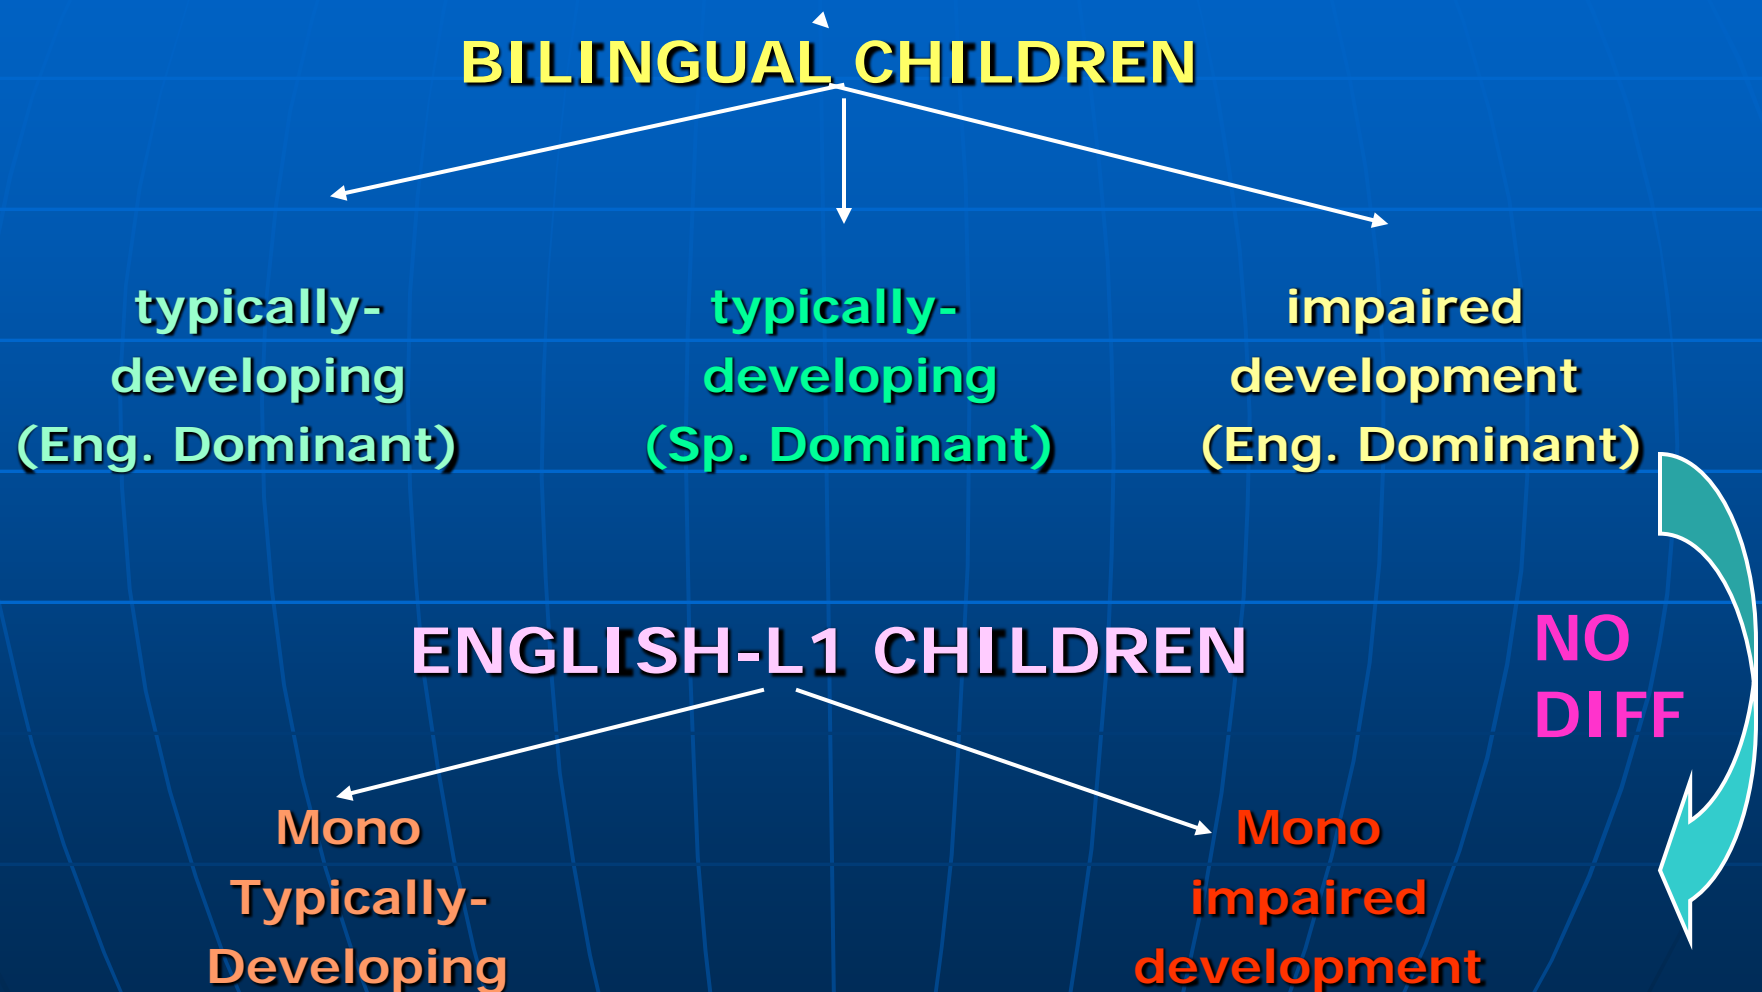 BILINGUAL CHILDREN
typically-
developing
(Eng. Dominant)
typically-
developing
(Sp. Dominant)
impaired
development
(Eng. Dominant)
ENGLISH-L1 CHILDREN
NO
DIFF
Mono
Typically-
Developing
Mono
impaired
development